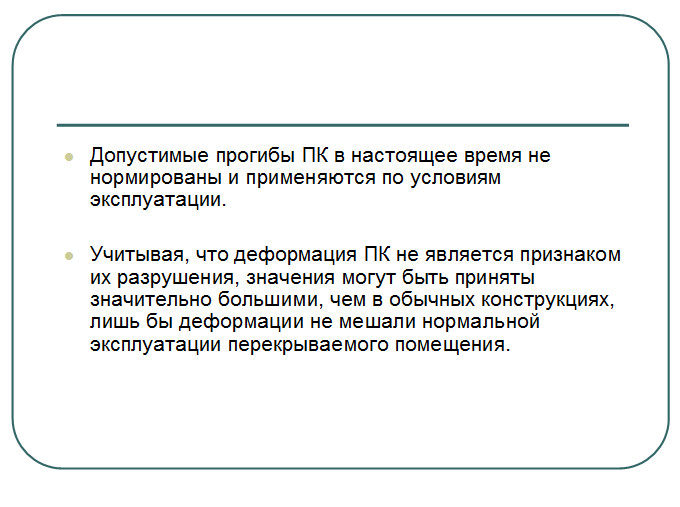 Допустимые прогибы ПК в настоящее время не
нормированы и применяются по условиям
эксплуатации.
Учитывая, что деформация ПК не является признаком
их разрушения, значения могут быть приняты
значительно большими, чем в обычных конструкциях,
лишь бы деформации не мешали нормальной
эксплуатации перекрываемого помещения.